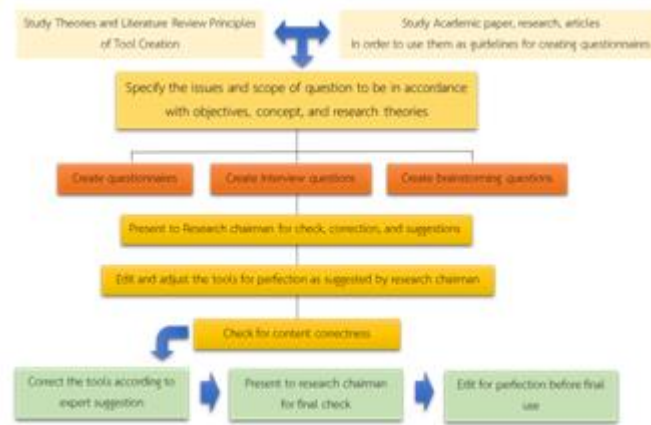 Study Theories and Literature Review Principles
of Tool Creation
Study Academic paper, research, articles
in order to use them as guidelines for creating questionnaires
Specify the issues and scope of question to be in accordance
with objectives, concept, and research theories
Create questionnaires
Create Interview questions
Create brainstorming questions
Present to Research chairman for check, correction, and suggestions
Edit and adjust the tools for perfection as suggested by research chairman
Check for content correctness
Correct the tools according to
expert suggestion
Present to research chairman
for final check
Edit for perfection before final
use